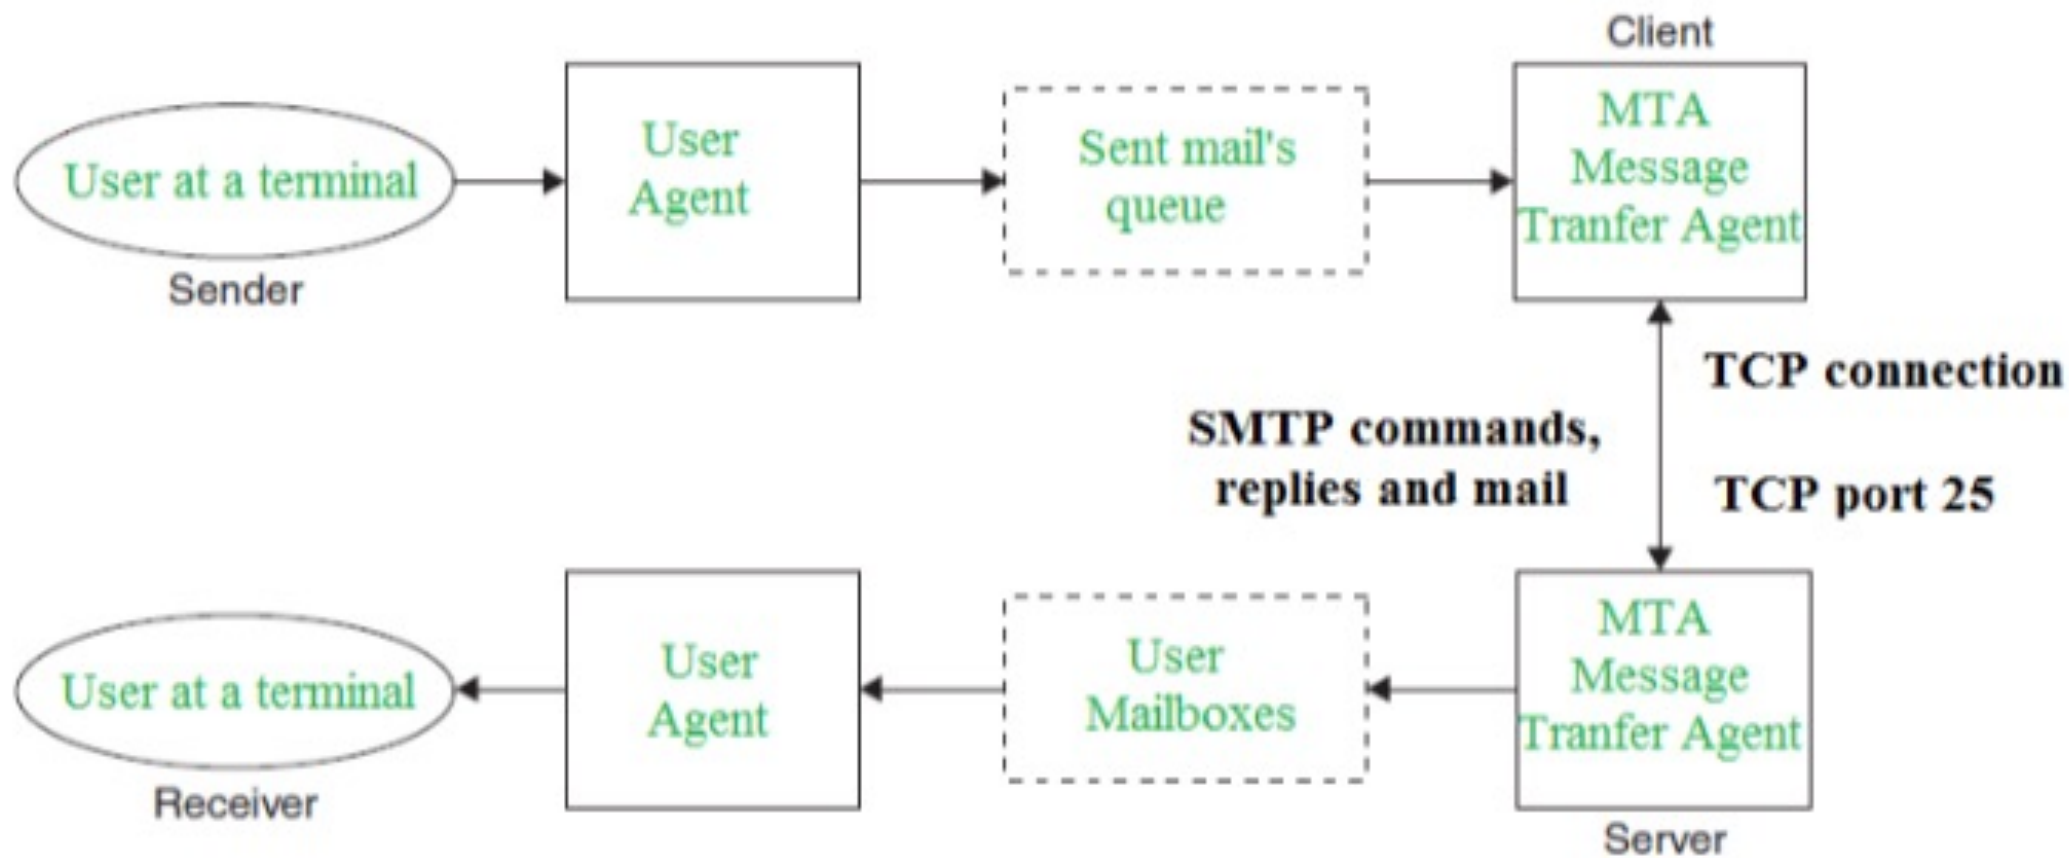 Client
User at a terminal
Sender
User
Agent
Sent mail's
queue
MTA
Message
Tranfer Agent
TCP connection
SMTP commands,
replies and mail
TCP port 25
User at a terminal
Receiver
User
Agent
User
Mailboxes
MTA
Message
Tranfer Agent
Server